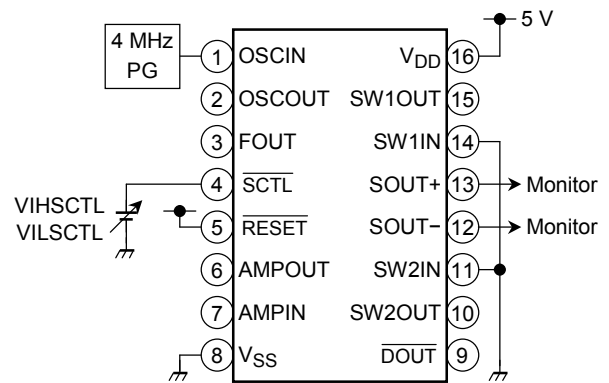 4 MHz
PG
5 V
1 OSCIN
2 OSCOUT
3 FOUT
4 SCTL
5 RESET
6 AMPOUT
7 AMPIN
8 VSS
VDD 16
SW1OUT 15
SW1IN 14
SOUT+ 13 Monitor
SOUT− 12 Monitor
SW2IN 11
SW2OUT 10
DOUT 9
VIHSCTL
VILSCTL